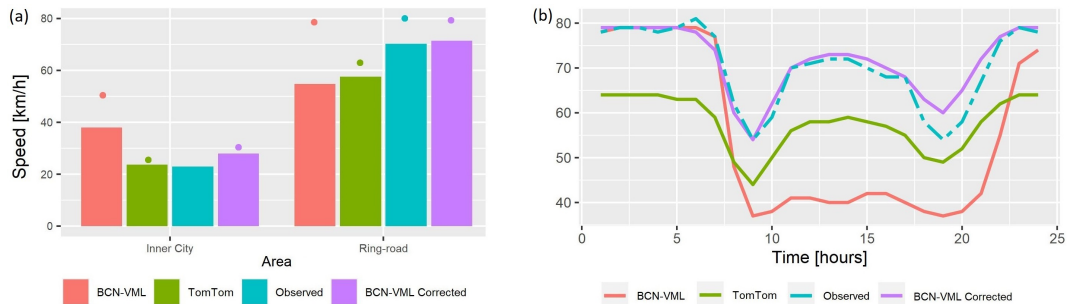 (a)
Speed [km/h]
80
60
40
20
0
Inner City
Ring-road
Area
BCN-VML
TomTom
Observed
BCN-VML Corrected
(b)
80
70
60
50
40
0
5
10
15
20
25
Time [hours]
BCN-VML
TomTom
Observed
BCN-VML Corrected